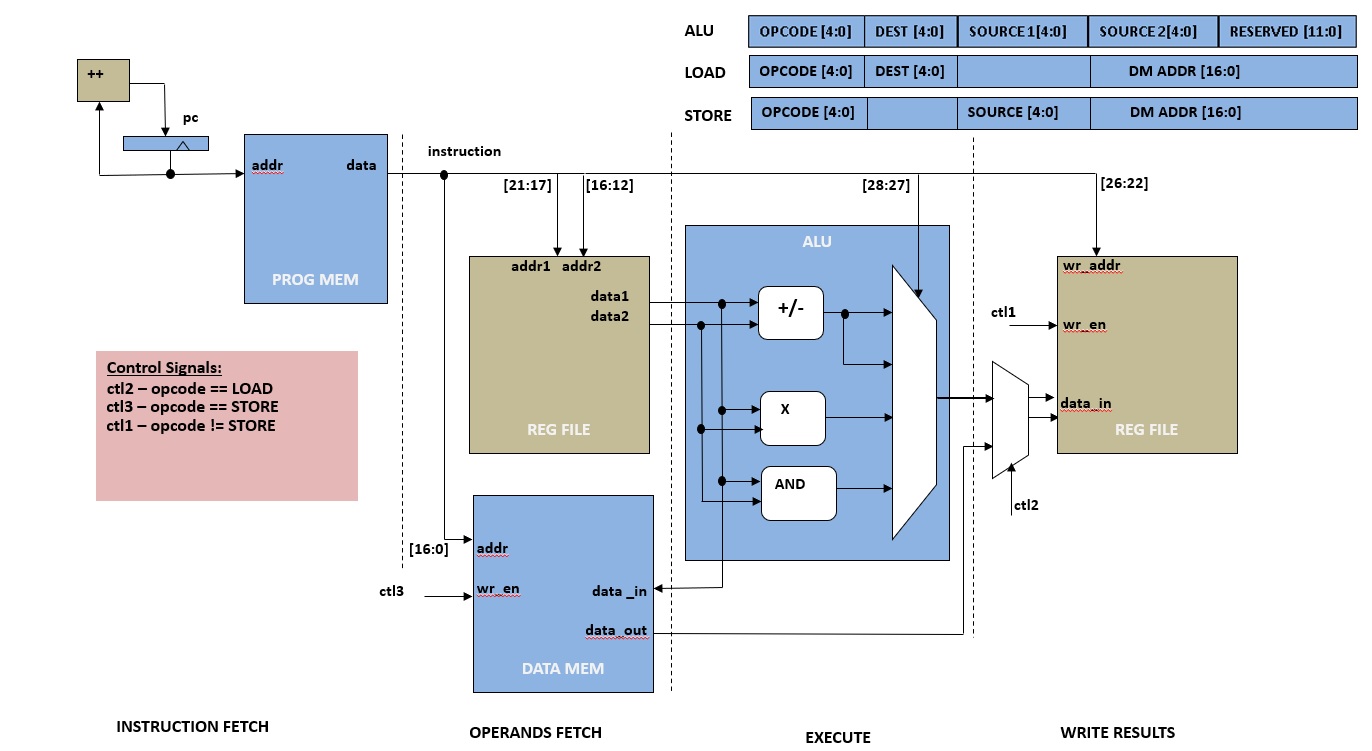 ALU OPCODE [4:0] DEST [4:0] SOURCE 1[4:0] SOURCE 2[4:0] RESERVED [11:0]
LOAD OPCODE [4:0] DEST [4:0] DM ADDR [16:0]
STORE OPCODE [4:0] SOURCE [4:0] DM ADDR [16:0]
++
pc
addr data
PROG MEM
instruction
[21:17] [16:12] [28:27] [26:22]
addr1 addr2
data1
data2
REG FILE
ALU
+/-
X
AND
wr_addr
ctl1
wr_en
data_in
REG FILE
ctl2
Control Signals:
ctl2 – opcode == LOAD
ctl3 – opcode == STORE
ctl1 – opcode != STORE
[16:0]
addr
ctl3
wr_en
data _in
data_out
DATA MEM
INSTRUCTION FETCH
OPERANDS FETCH
EXECUTE
WRITE RESULTS